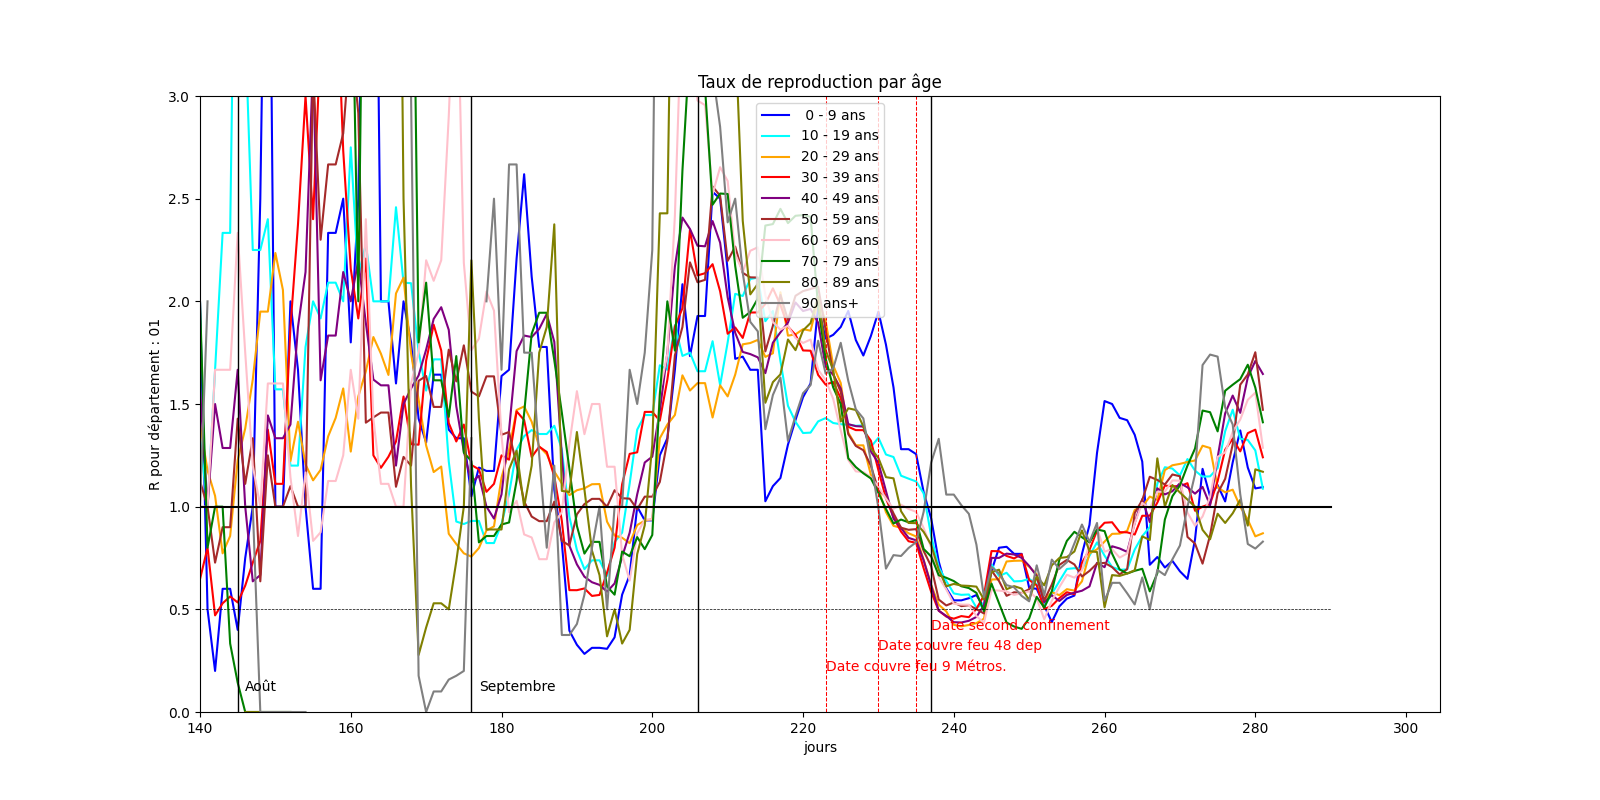 Taux de reproduction par âge
3.0
2.5
2.0
1.5
1.0
0.5
0.0
R pour département : 01
0 - 9 ans
10 - 19 ans
20 - 29 ans
30 - 39 ans
40 - 49 ans
50 - 59 ans
60 - 69 ans
70 - 79 ans
80 - 89 ans
90 ans+
Date second confinement
Date couvre feu 48 dep
Date couvre feu 9 Métros.
Août
Septembre
140 160 180 200 220 240 260 280 300
jours